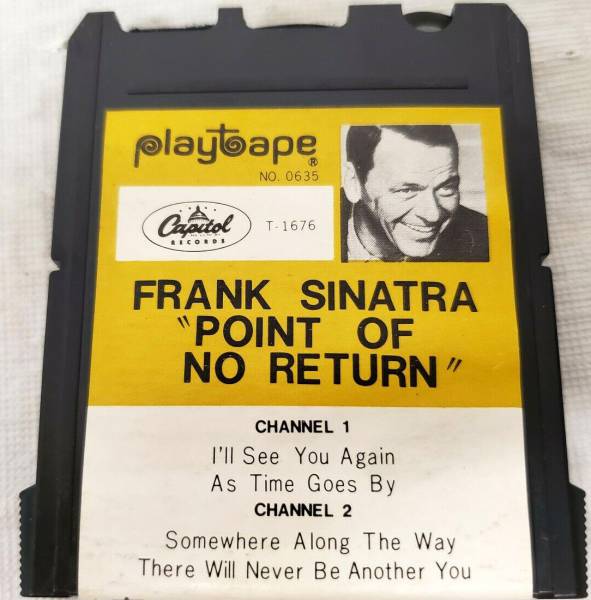 playtape®
NO. 0635
Capitol
RECORDS
T-1676
FRANK SINATRA
"POINT OF
NO RETURN"
CHANNEL 1
I'll See You Again
As Time Goes By
CHANNEL 2
Somewhere Along The Way
There Will Never Be Another You